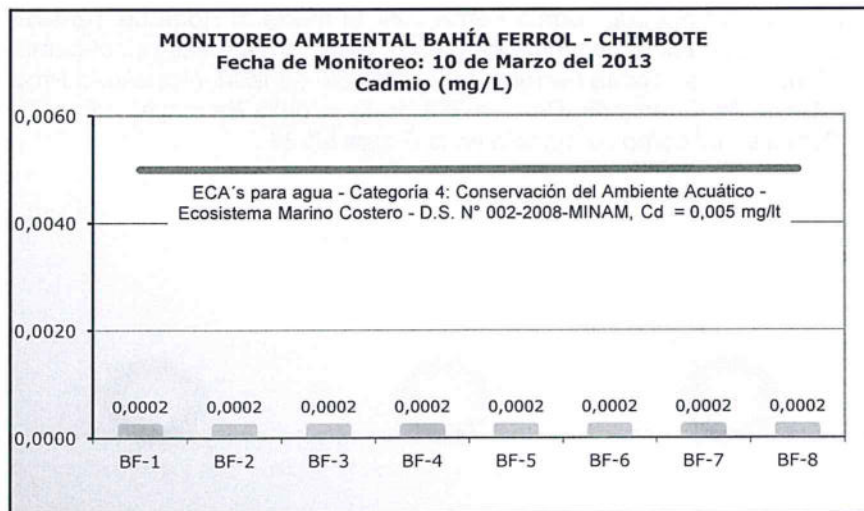 MONITOREO AMBIENTAL BAHÍA FERROL - CHIMBOTE
Fecha de Monitoreo: 10 de Marzo del 2013
Cadmio (mg/L)
0,0060
ECA´s para agua - Categoría 4: Conservación del Ambiente Acuático -
Ecosistema Marino Costero - D.S. N° 002-2008-MINAM, Cd = 0,005 mg/lt
0,0040
0,0020
0,0002 0,0002 0,0002 0,0002 0,0002 0,0002 0,0002 0,0002
0,0000
BF-1 BF-2 BF-3 BF-4 BF-5 BF-6 BF-7 BF-8